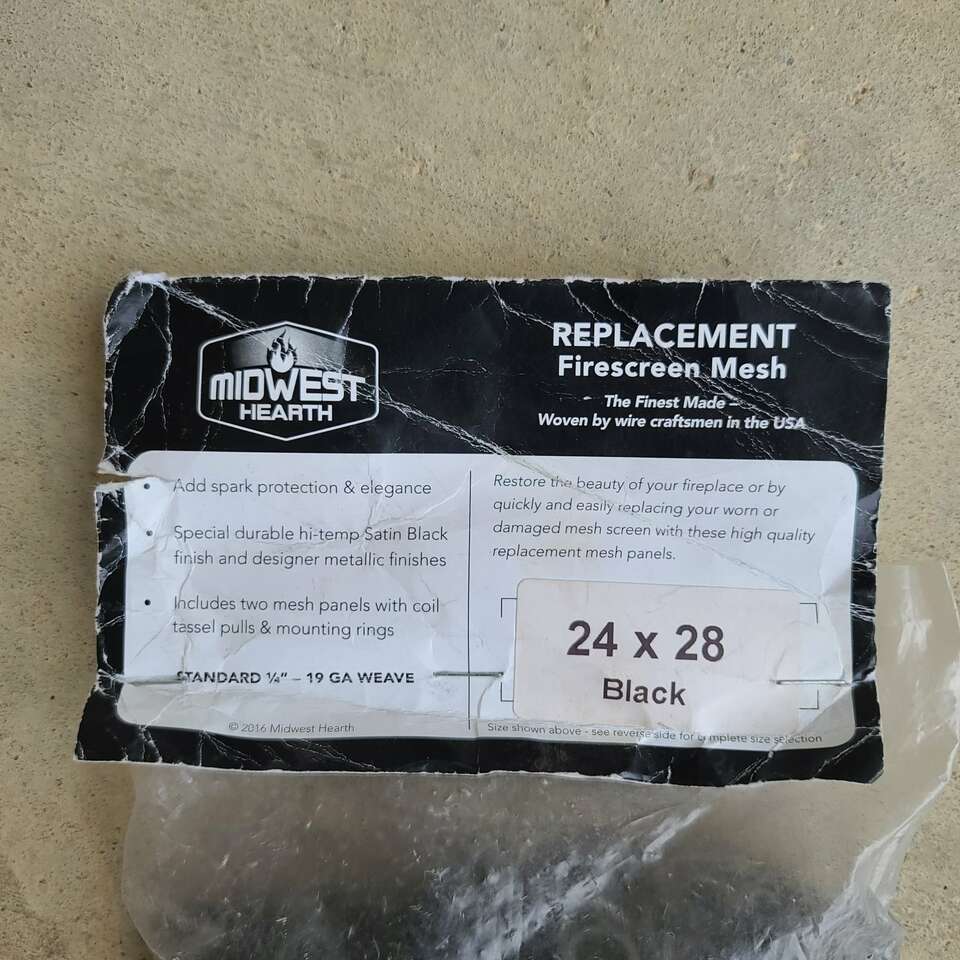 MIDWEST
HEARTH
REPLACEMENT
Firescreen Mesh
The Finest Made –
Woven by wire craftsmen in the USA
• Add spark protection & elegance
• Special durable hi-temp Satin Black
finish and designer metallic finishes
• Includes two mesh panels with coil
tassel pulls & mounting rings
STANDARD ¼" – 19 GA WEAVE
© 2016 Midwest Hearth
Restore the beauty of your fireplace or by
quickly and easily replacing your worn or
damaged mesh screen with these high quality
replacement mesh panels.
24 x 28
Black
Size shown above - see reverse side for complete size selection